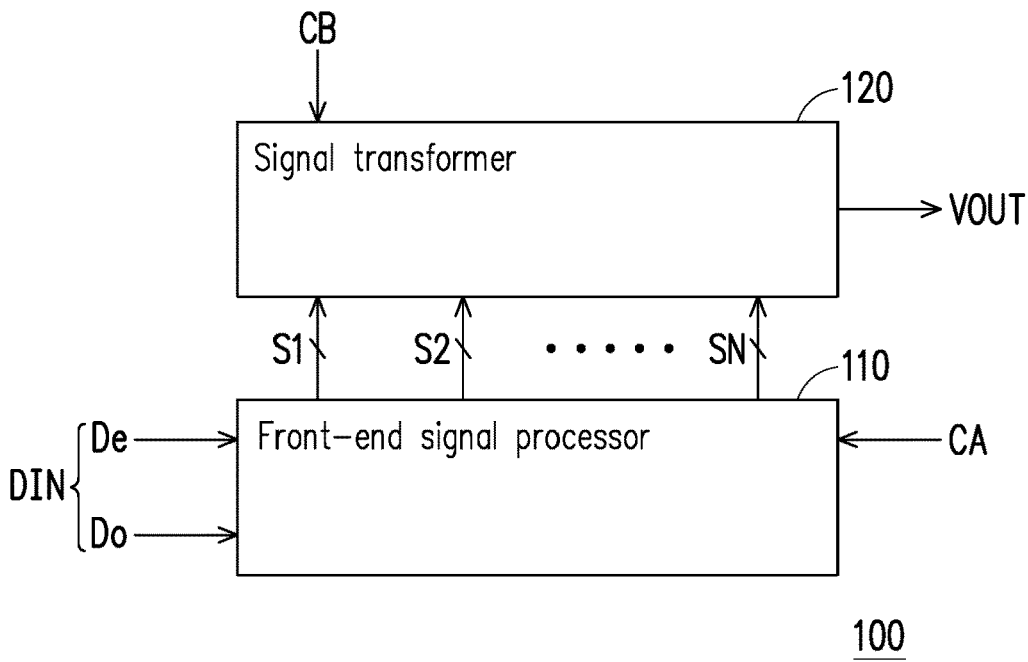 CB
120
Signal transformer
VOUT
S1
S2
SN
110
De
Front-end signal processor
CA
DIN
Do
100